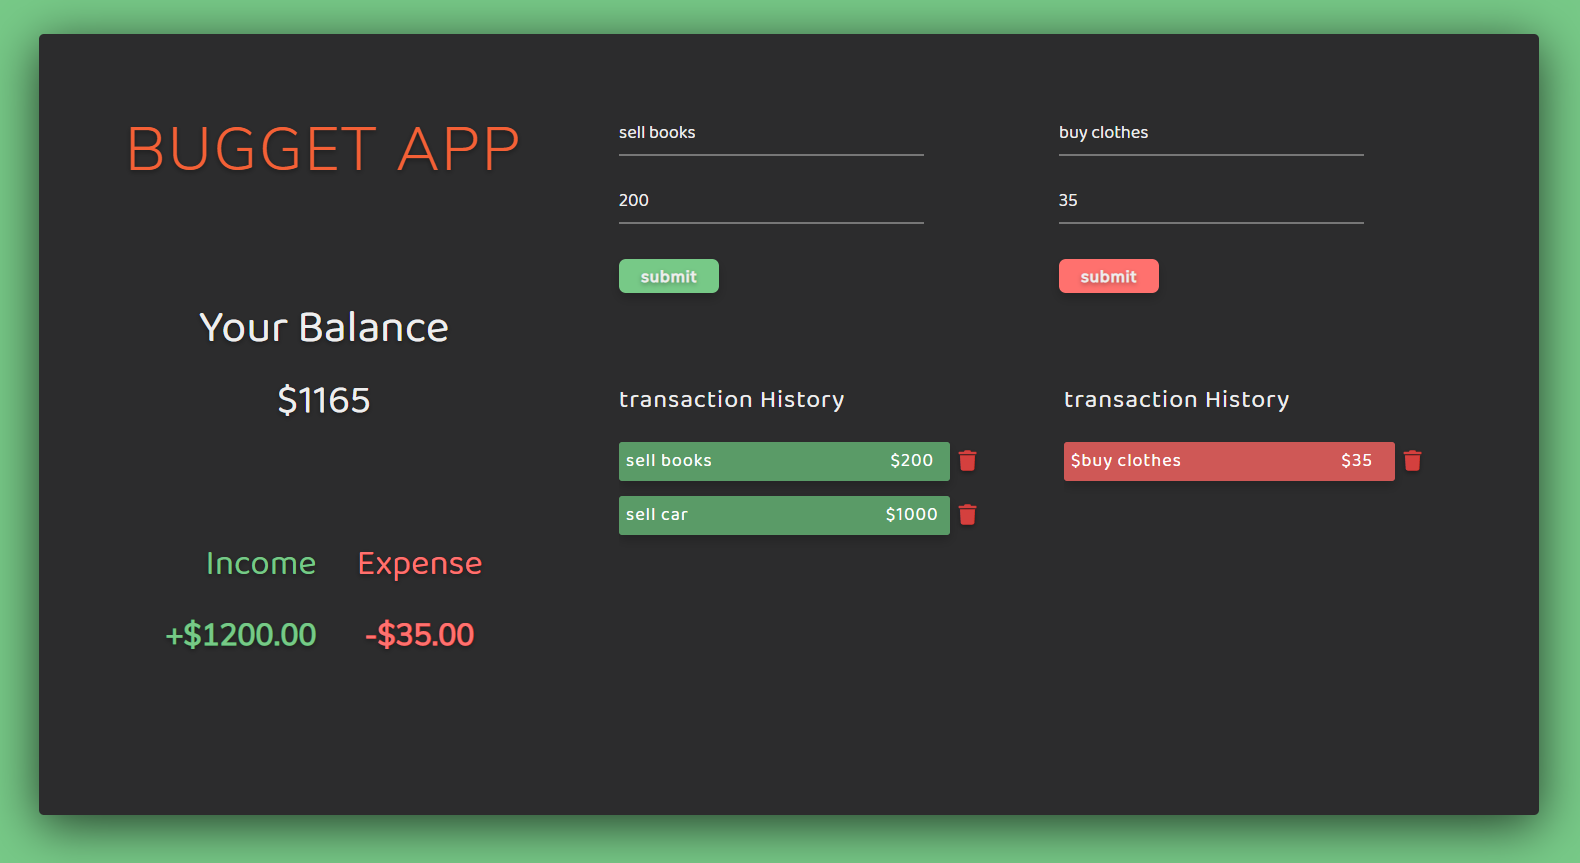 BUGGET APP
Your Balance
$1165
Income Expense
+$1200.00 -$35.00
sell books
200
submit
transaction History
sell books $200
sell car $1000
buy clothes
35
submit
transaction History
$buy clothes $35